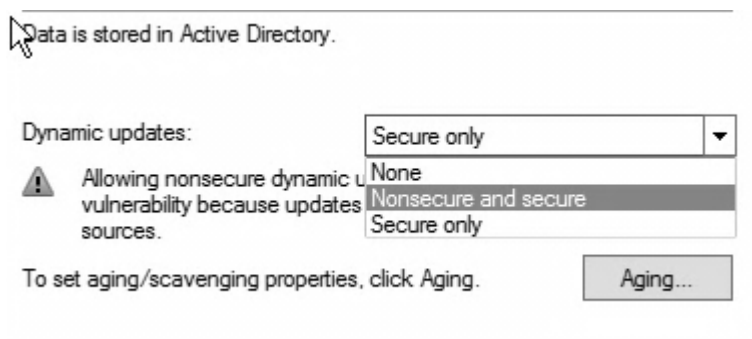 Data is stored in Active Directory.
Dynamic updates:
Secure only
None
Nonsecure and secure
Secure only
Allowing nonsecure dynamic
vulnerability because updates
sources.
To set aging/scavenging properties, click Aging.
Aging...